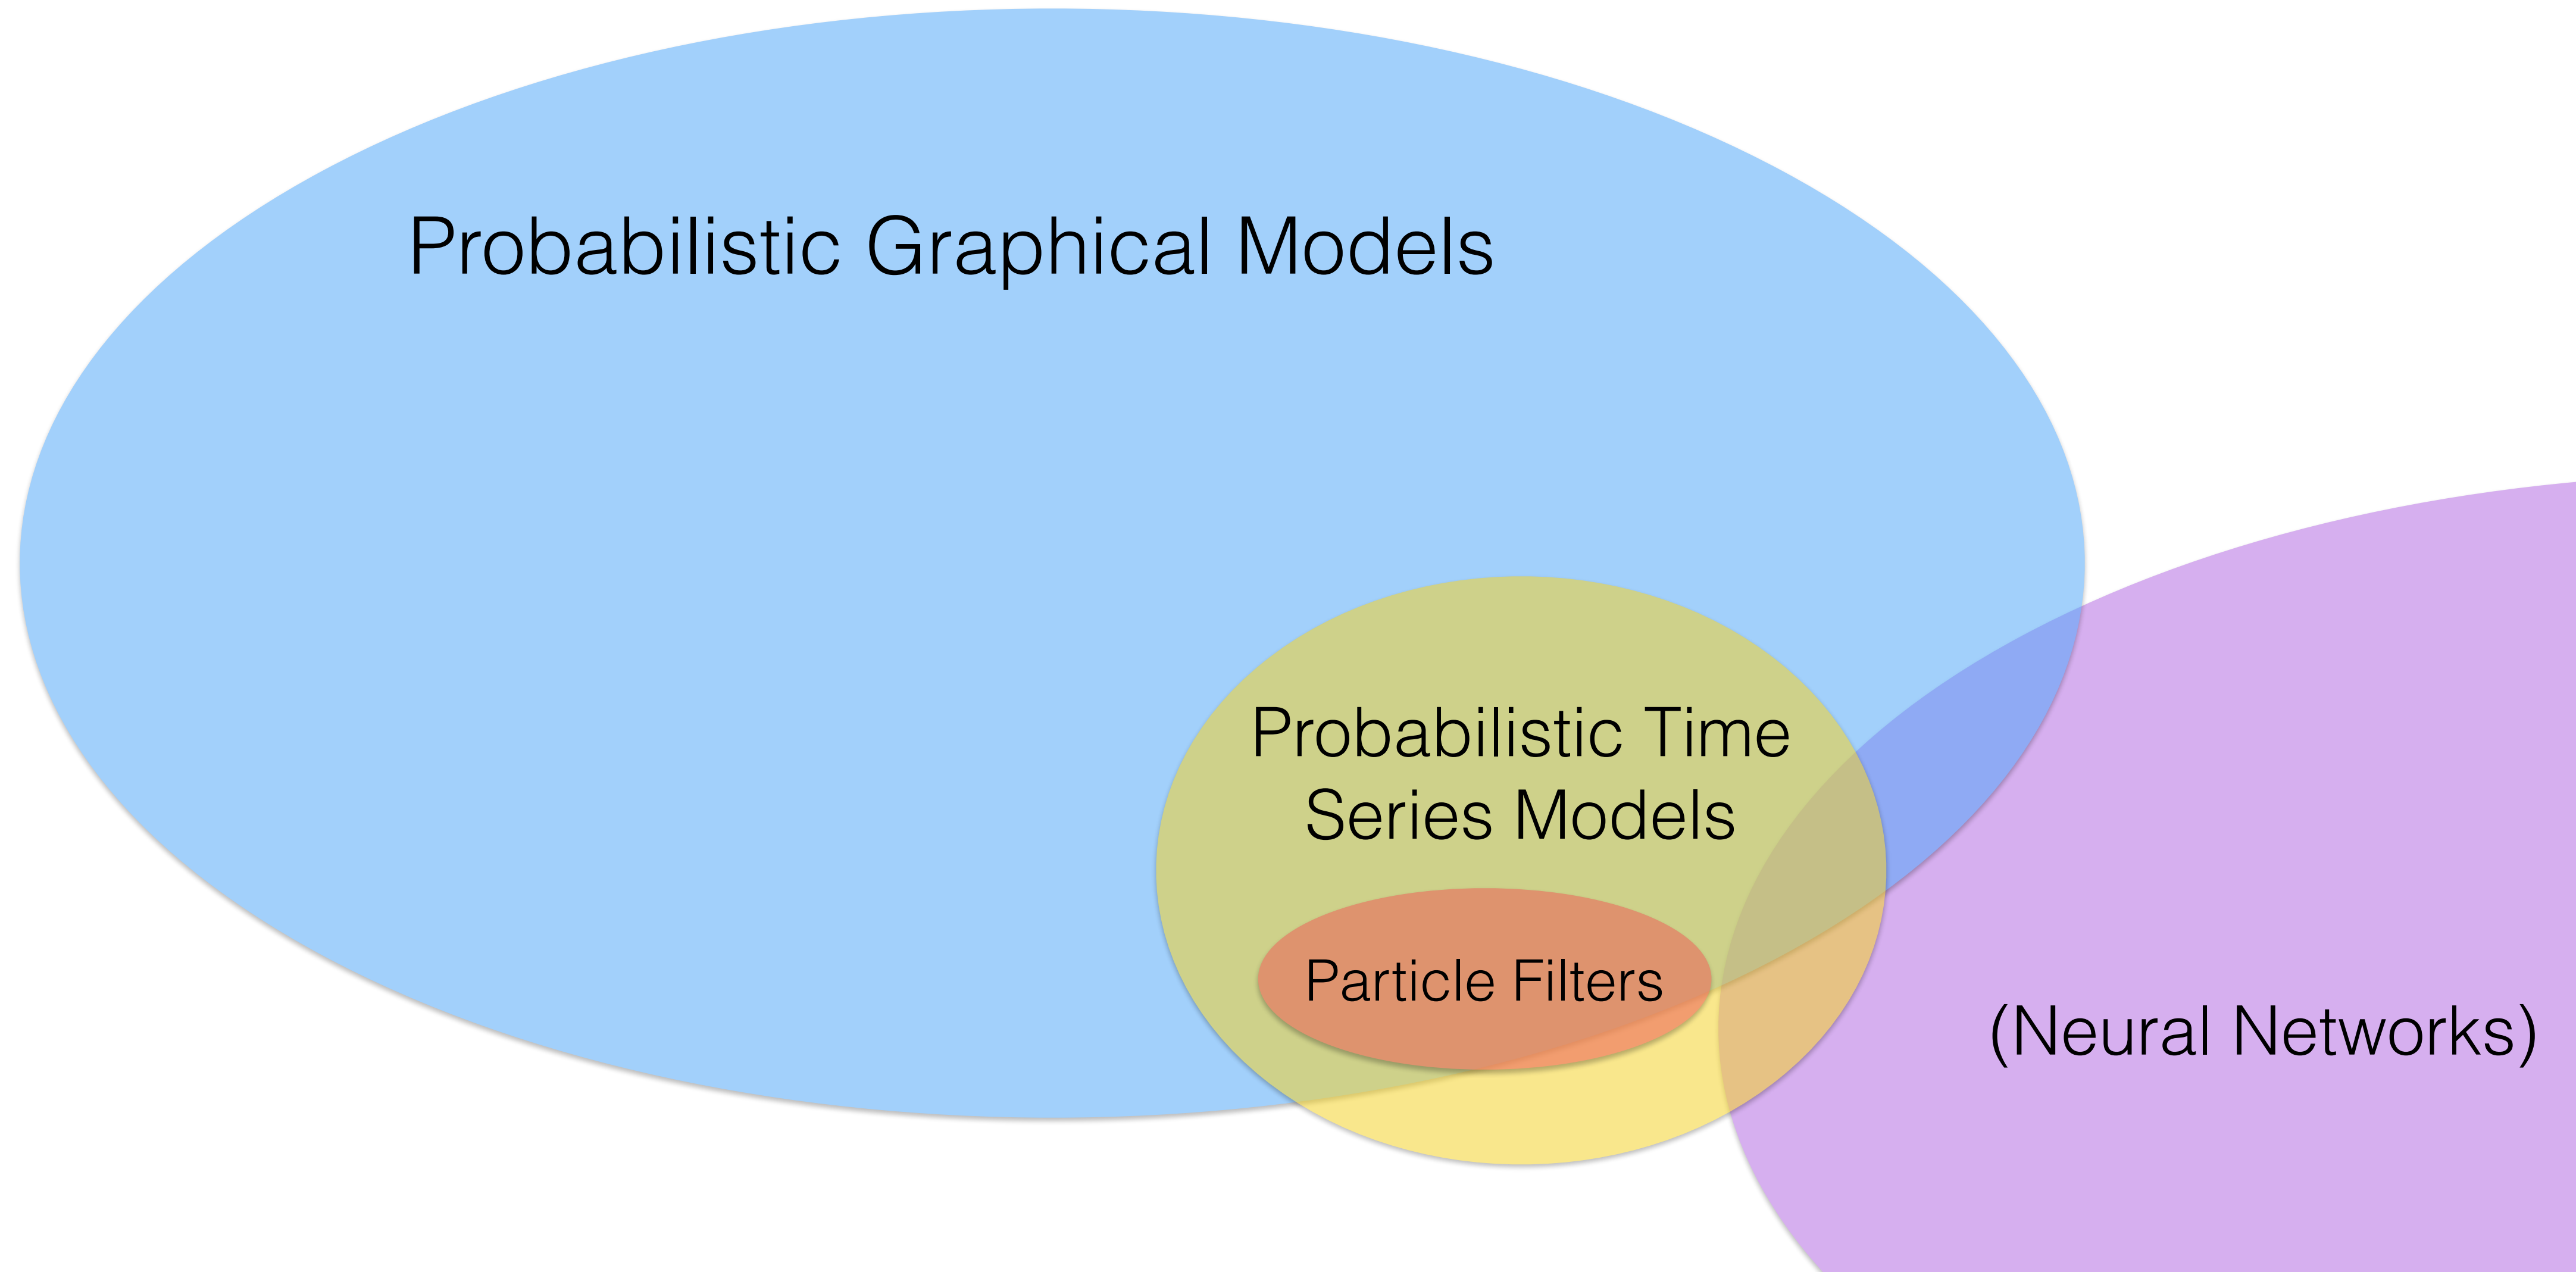 Probabilistic Graphical Models
Probabilistic Time
Series Models
Particle Filters
(Neural Networks)